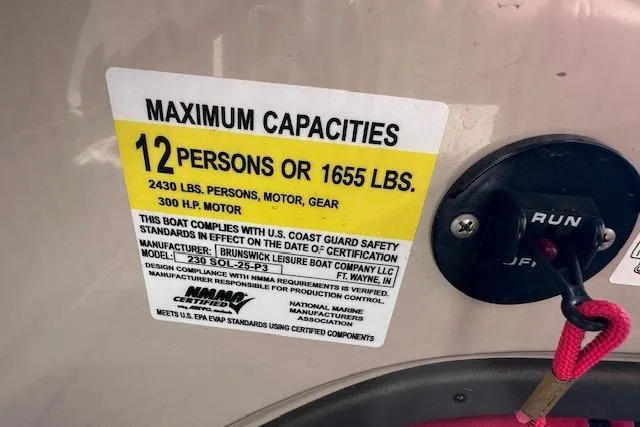 MAXIMUM CAPACITIES
12 PERSONS OR 1655 LBS.
2430 LBS. PERSONS, MOTOR, GEAR
300 H.P. MOTOR
THIS BOAT COMPLIES WITH U.S. COAST GUARD SAFETY
STANDARDS IN EFFECT ON THE DATE OF CERTIFICATION
MANUFACTURER: BRUNSWICK LEISURE BOAT COMPANY LLC
MODEL: 230 SOL-25-P3 FT. WAYNE, IN
DESIGN COMPLIANCE WITH NMMA REQUIREMENTS IS VERIFIED.
MANUFACTURER RESPONSIBLE FOR PRODUCTION CONTROL.
NMMA
CERTIFIED
using ABYC standards
NATIONAL MARINE
MANUFACTURERS
ASSOCIATION
MEETS U.S. EPA EVAP STANDARDS USING CERTIFIED COMPONENTS
RUN